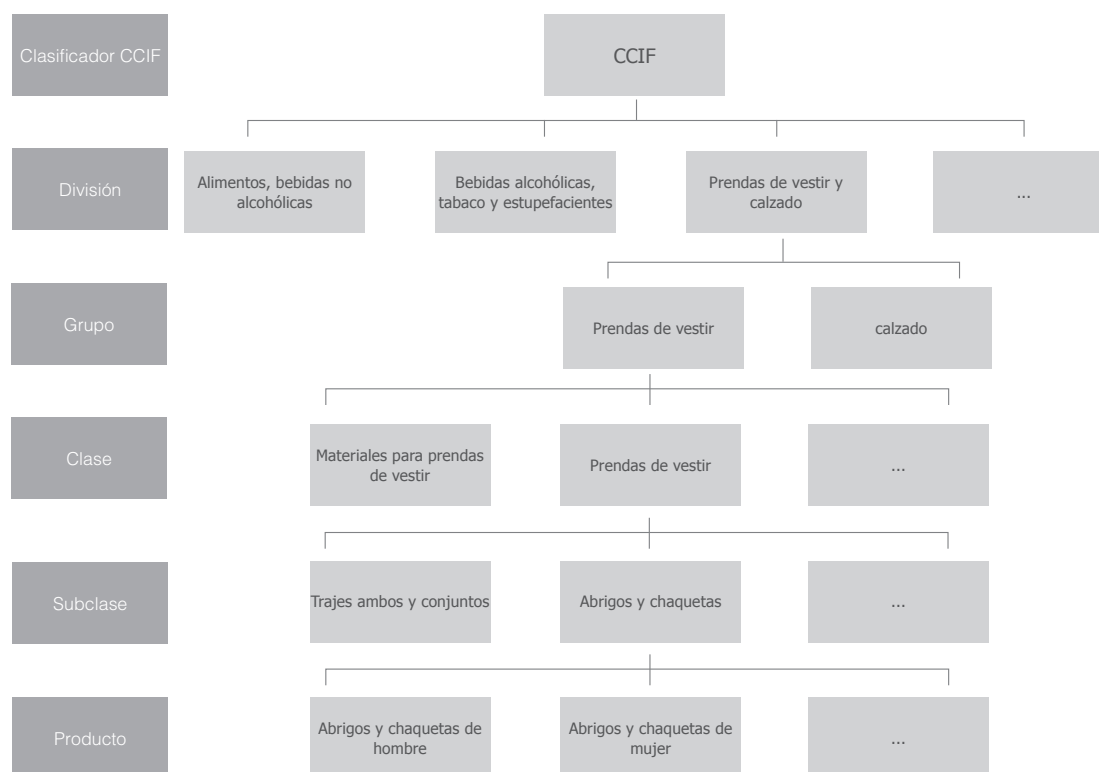 Clasificador CCIF
CCIF
División
Alimentos, bebidas no
alcohólicas
Bebidas alcohólicas,
tabaco y estupefacientes
Prendas de vestir y
calzado
...
Grupo
Prendas de vestir
calzado
Clase
Materiales para prendas
de vestir
Prendas de vestir
...
Subclase
Trajes ambos y conjuntos
Abrigos y chaquetas
...
Producto
Abrigos y chaquetas de
hombre
Abrigos y chaquetas de
mujer
...